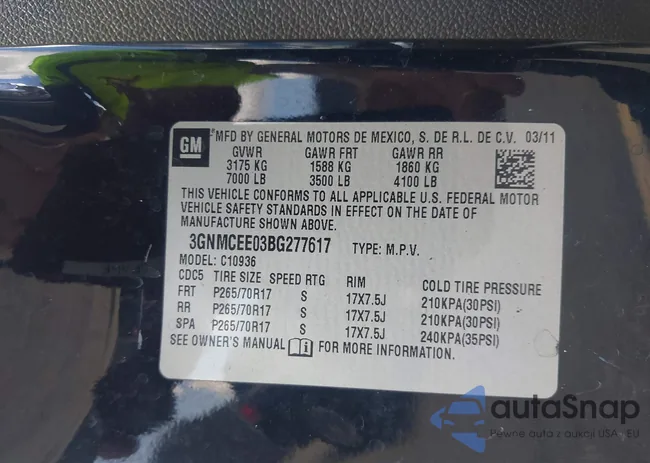 GM MFD BY GENERAL MOTORS DE MEXICO, S. DE R.L. DE C.V. 03/11
GVWR GAWR FRT GAWR RR
3175 KG 1588 KG 1860 KG
7000 LB 3500 LB 4100 LB
THIS VEHICLE CONFORMS TO ALL APPLICABLE U.S. FEDERAL MOTOR
VEHICLE SAFETY STANDARDS IN EFFECT ON THE DATE OF
MANUFACTURE SHOWN ABOVE.
3GNMCEE03BG277617 TYPE: M.P.V.
MODEL: C10936
CDC5 TIRE SIZE SPEED RTG RIM COLD TIRE PRESSURE
FRT P265/70R17 S 17X7.5J 210KPA(30PSI)
RR P265/70R17 S 17X7.5J 210KPA(30PSI)
SPA P265/70R17 S 17X7.5J 240KPA(35PSI)
SEE OWNER'S MANUAL FOR MORE INFORMATION.
autaSnap
Pewne auta z aukcji USA i EU